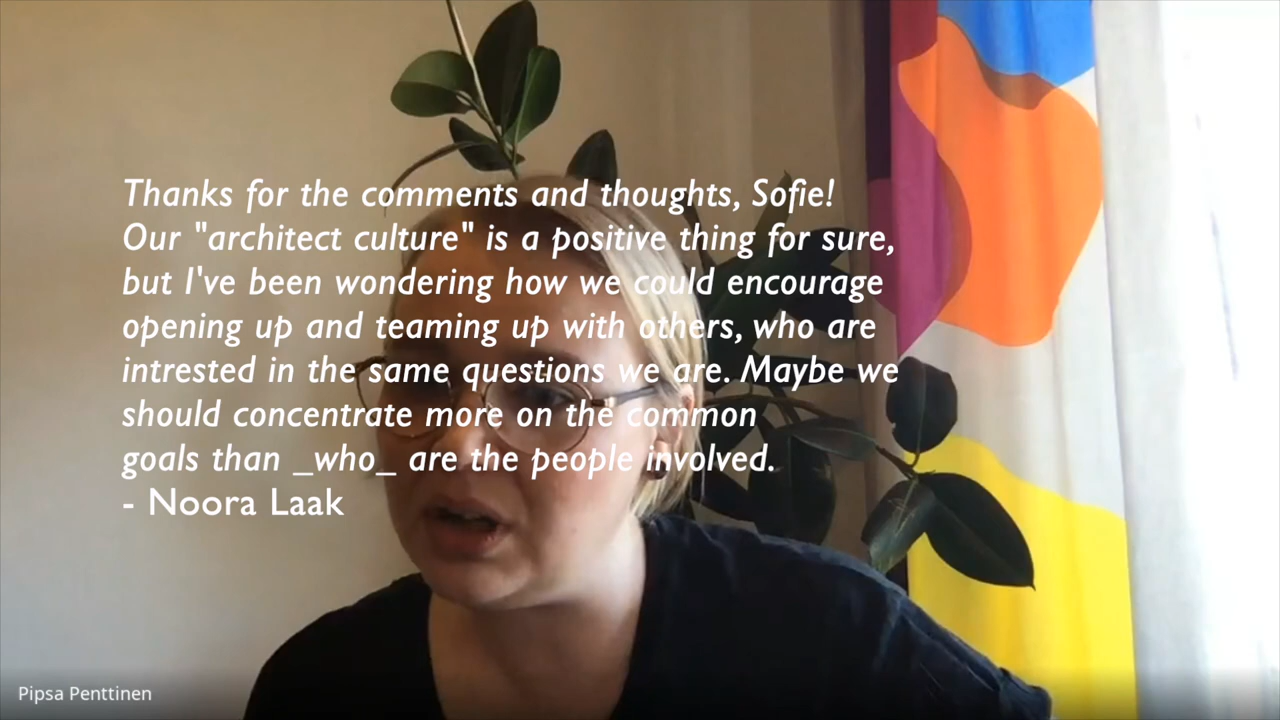 Thanks for the comments and thoughts, Sofie!
Our "architect culture" is a positive thing for sure,
but I've been wondering how we could encourage
opening up and teaming up with others, who are
intrested in the same questions we are. Maybe we
should concentrate more on the common
goals than _who_ are the people involved.
- Noora Laak
Pipsa Penttinen